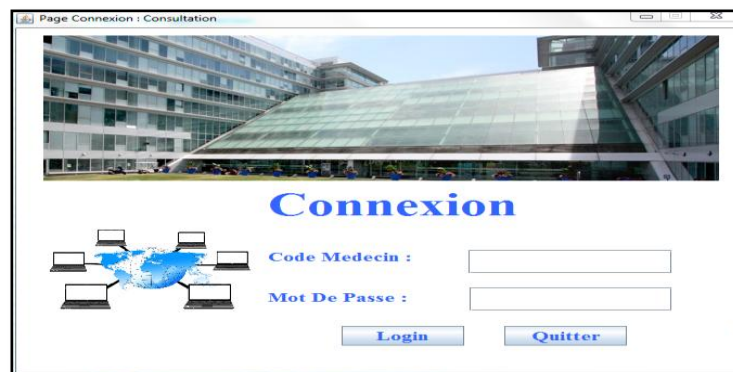 Page Connexion : Consultation
Connexion
Code Medecin :
Mot De Passe :
Login Quitter